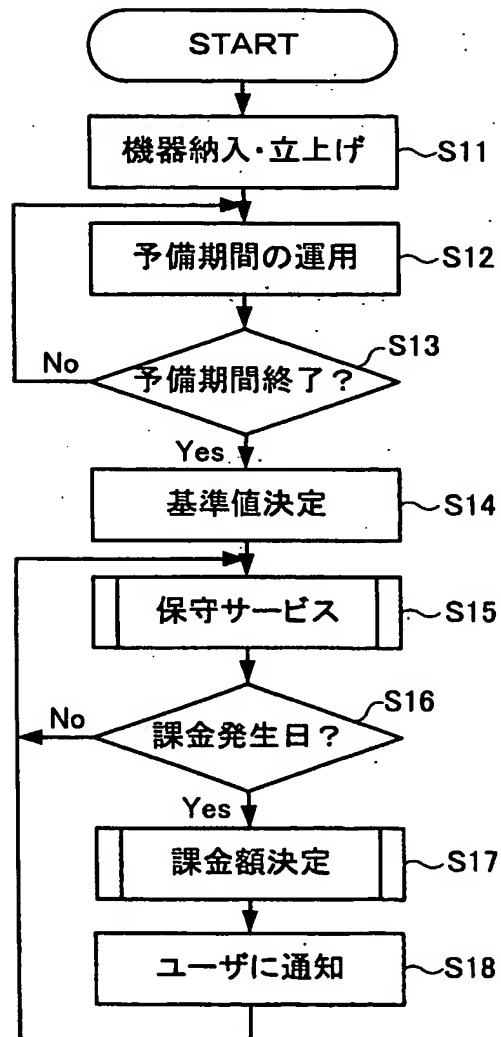 START
機器納入・立上げ
S11
予備期間の運用
S12
S13
No
予備期間終了？
Yes
基準値決定
S14
保守サービス
S15
S16
No
課金発生日？
Yes
課金額決定
S17
ユーザに通知
S18